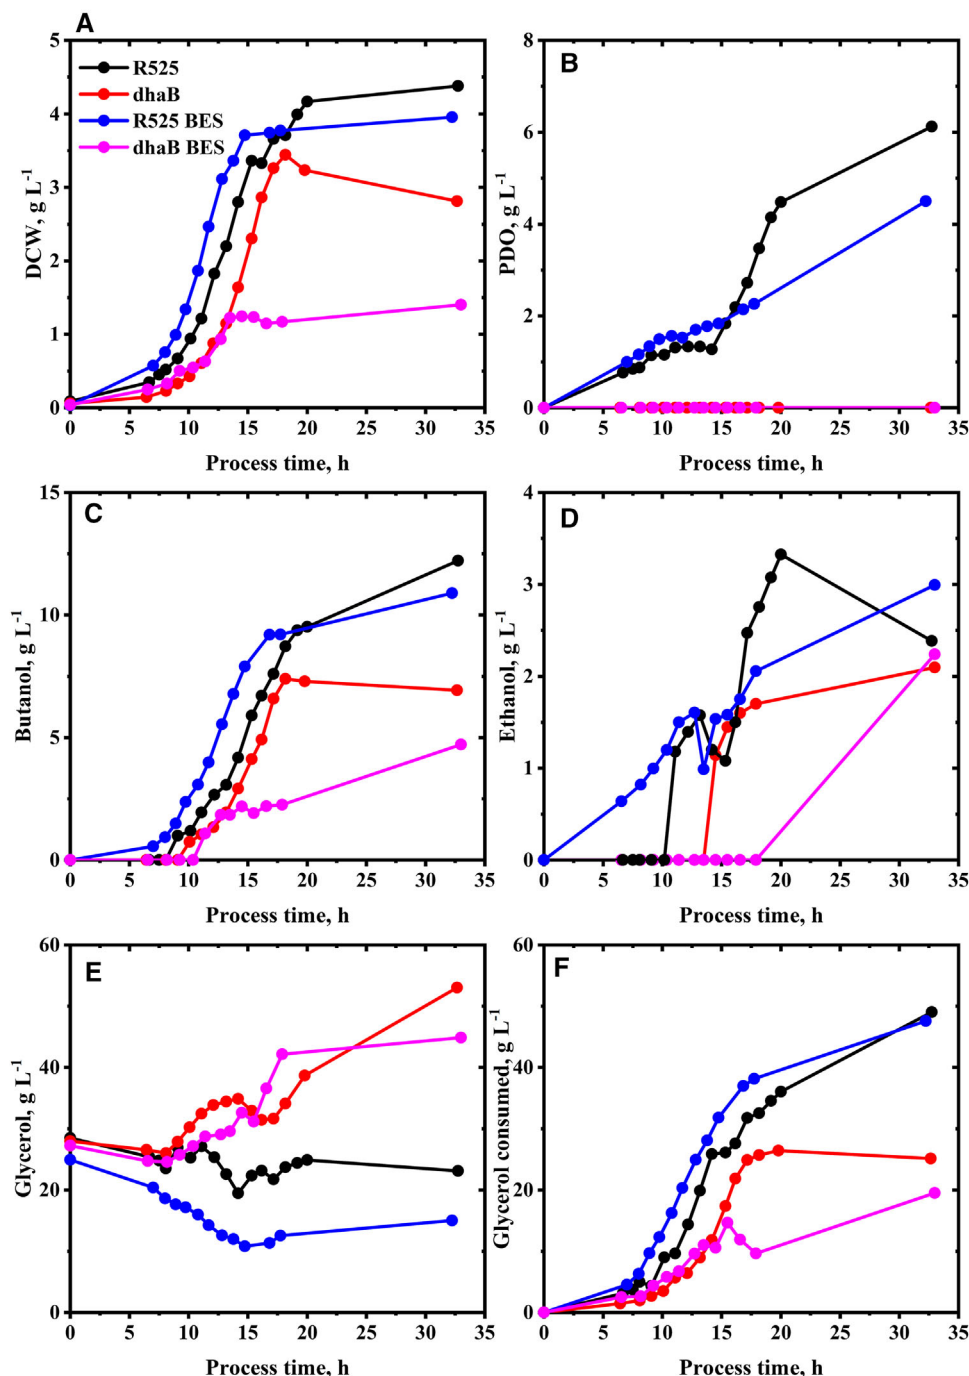 A
5
4
3
2
1
0
DCW, g L-1
R525
dhaB
R525 BES
dhaB BES
0 5 10 15 20 25 30 35
Process time, h
B
8
6
4
2
0
PDO, g L-1
0 5 10 15 20 25 30 35
Process time, h
C
15
10
5
0
Butanol, g L-1
0 5 10 15 20 25 30 35
Process time, h
D
4
3
2
1
0
Ethanol, g L-1
0 5 10 15 20 25 30 35
Process time, h
E
60
40
20
0
Glycerol, g L-1
0 5 10 15 20 25 30 35
Process time, h
F
60
40
20
0
Glycerol consumed, g L-1
0 5 10 15 20 25 30 35
Process time, h